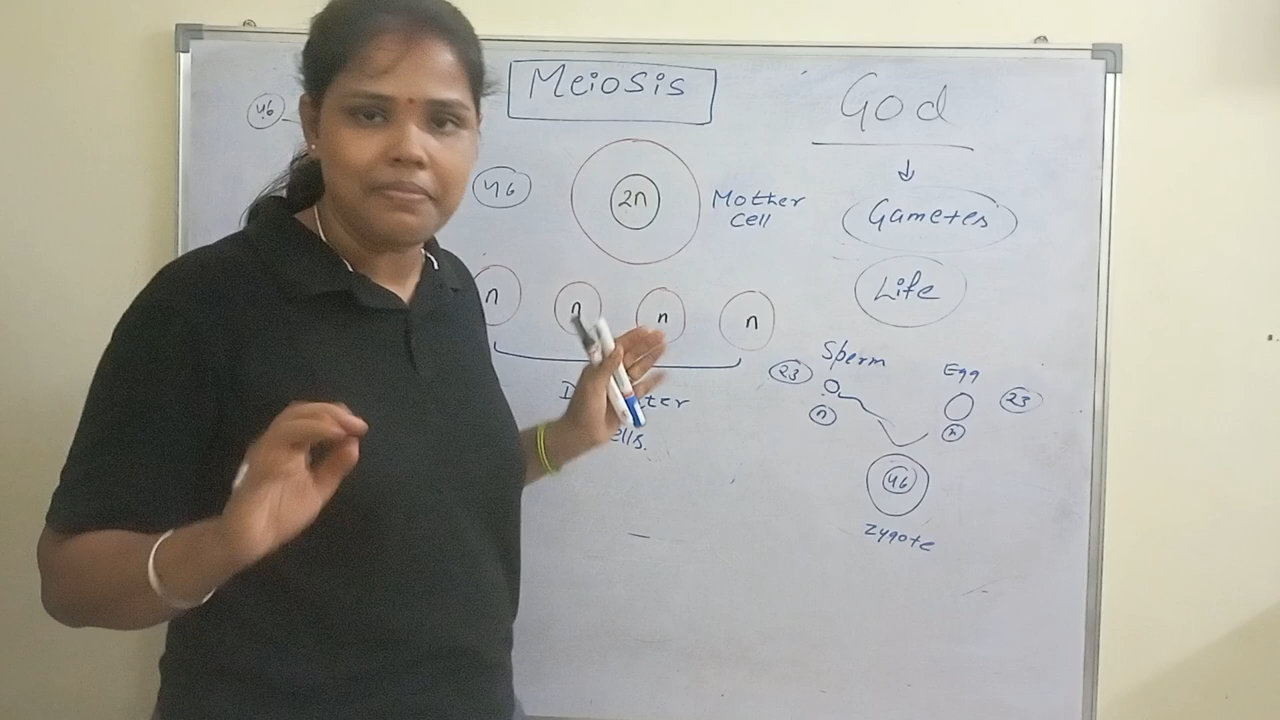 Meiosis
God
46
46
2n
Mother
cell
Gametes
Life
n
n
n
n
Sperm
Egg
23
23
n
n
46
Zygote